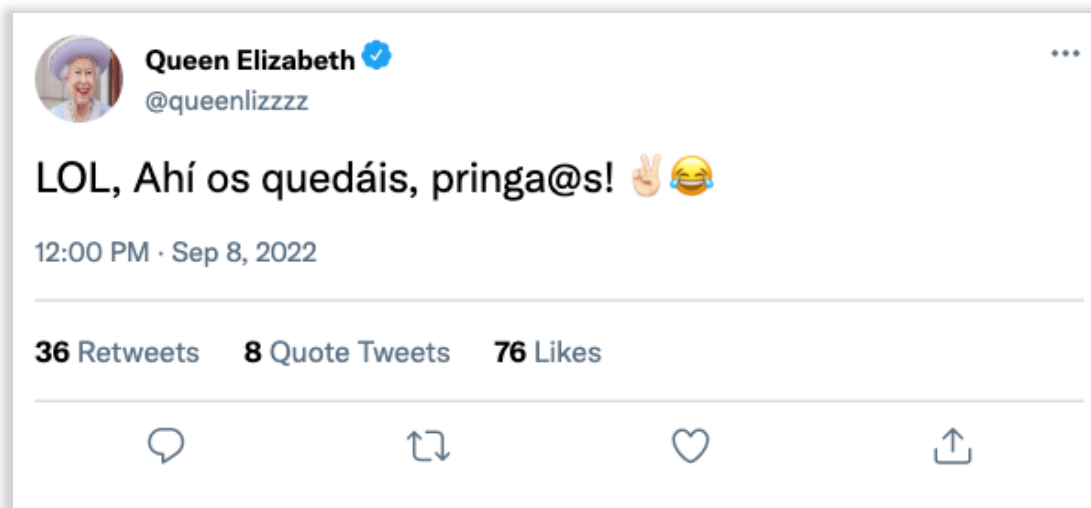 Queen Elizabeth
@queenlizzzz
LOL, Ahí os quedáis, pringa@s! ✌🏻😂
12:00 PM · Sep 8, 2022
36 Retweets 8 Quote Tweets 76 Likes